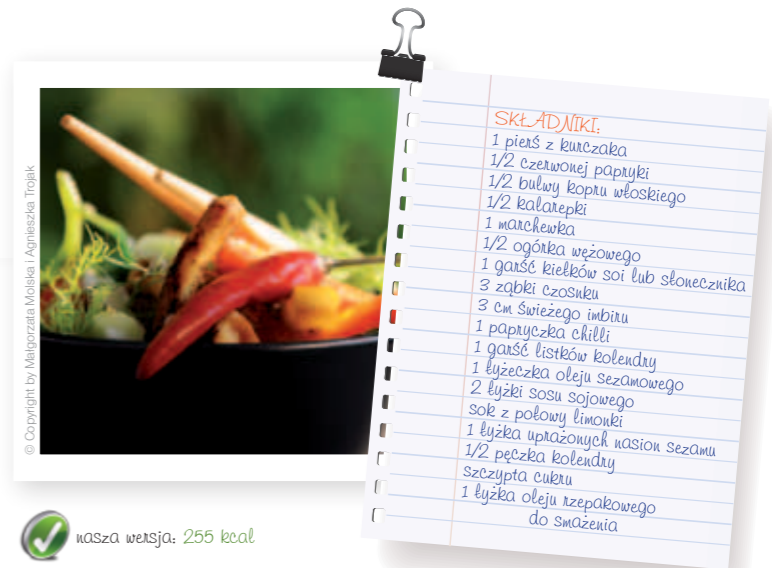 © Copyright by Małgorzata Molska i Agnieszka Trojak
SKŁADNIKI:
1 pierś z kurczaka
1/2 czerwonej papryki
1/2 bulwy kopru włoskiego
1/2 kalarepki
1 marchewka
1/2 ogórka wężowego
1 garść kiełków soi lub słonecznika
3 ząbki czosnku
3 cm świeżego imbiru
1 papryczka chilli
1 garść listków kolendry
1 łyżeczka oleju sezamowego
2 łyżki sosu sojowego
sok z połowy limonki
1 łyżka uprażonych nasion sezamu
1/2 pęczka kolendry
szczypta cukru
1 łyżka oleju rzepakowego
do smażenia
nasza wersja: 255 kcal